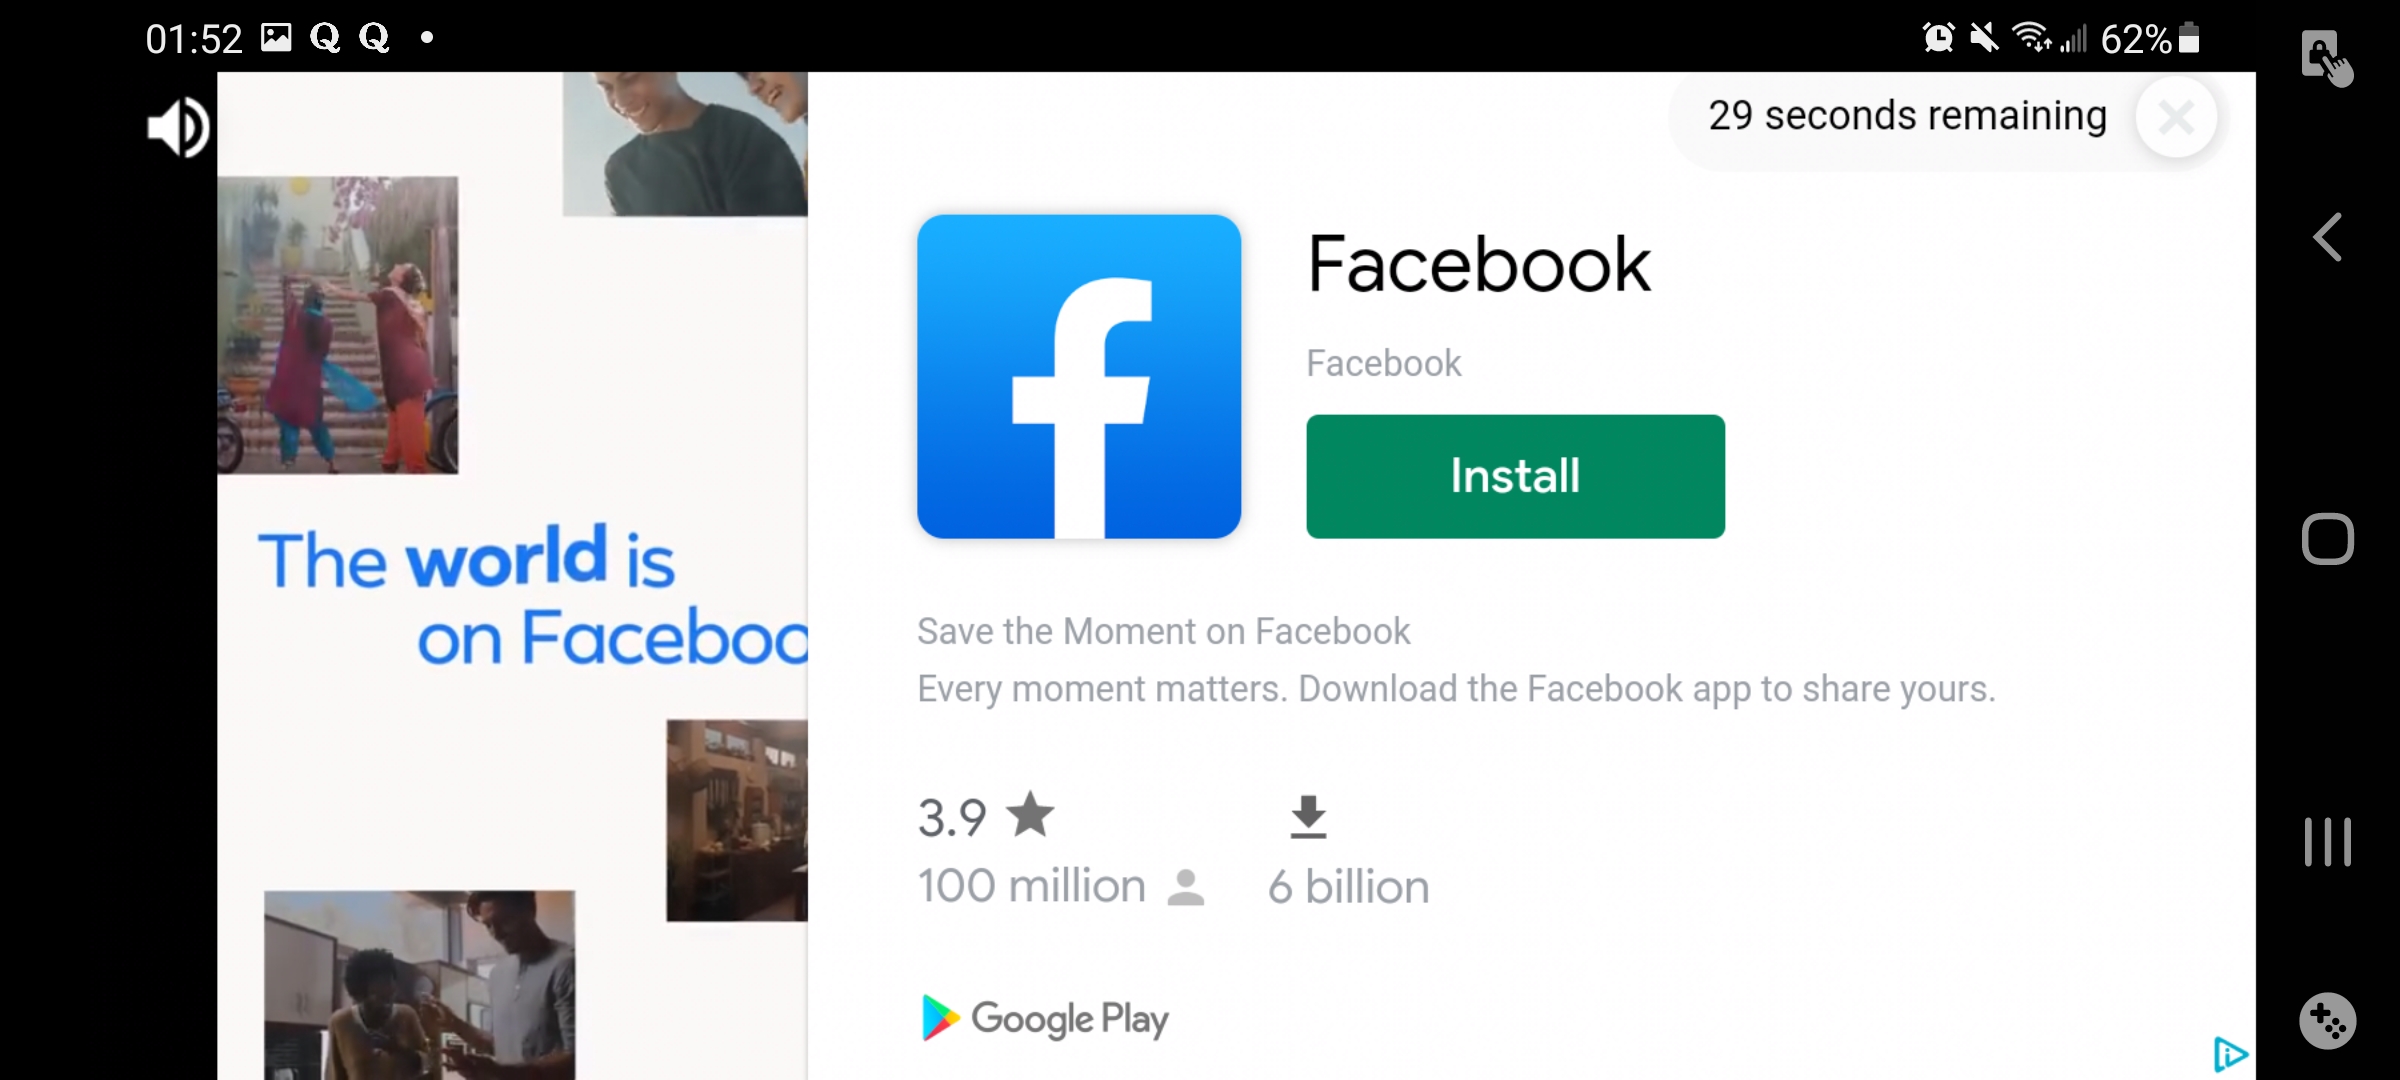 01:52
62%
29 seconds remaining
The world is
on Faceboo
Facebook
Facebook
Install
Save the Moment on Facebook
Every moment matters. Download the Facebook app to share yours.
3.9
100 million
6 billion
Google Play